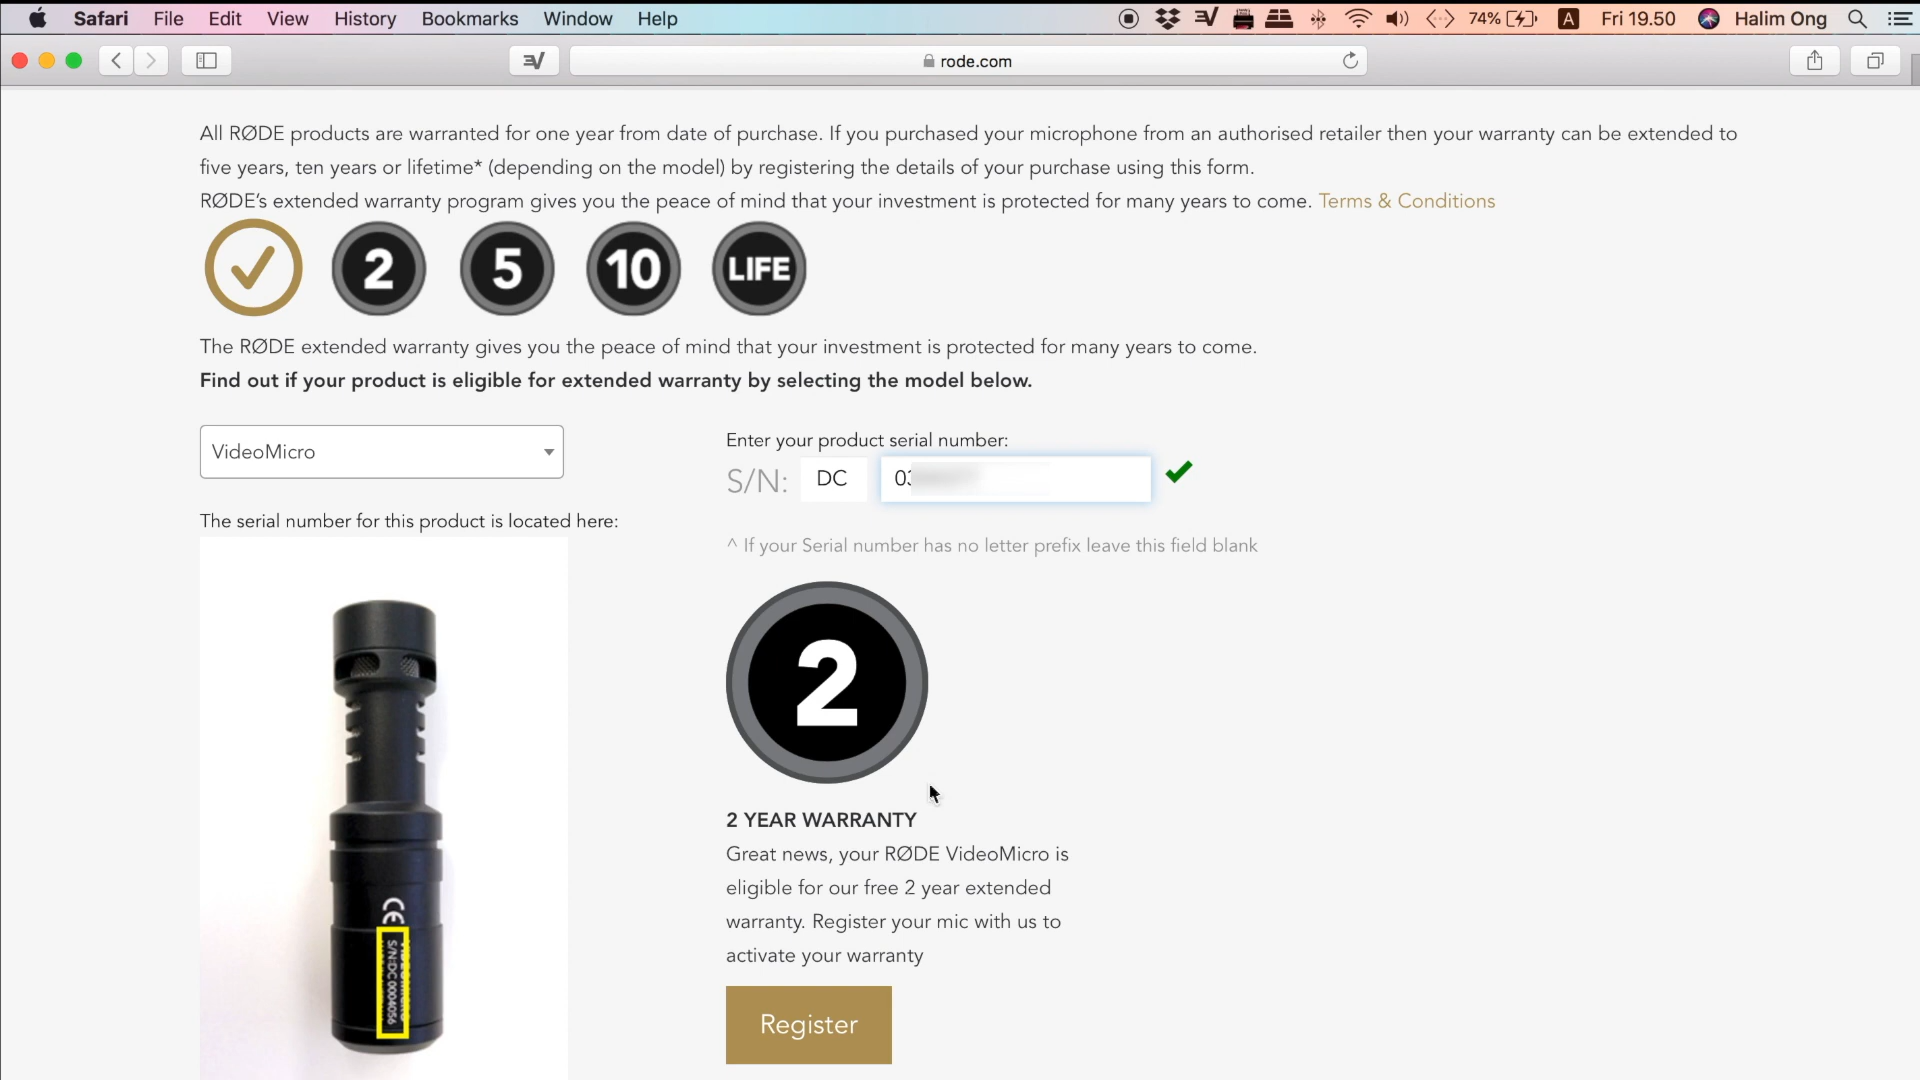 Safari File Edit View History Bookmarks Window Help 74% A Fri 19.50 Halim Ong
rode.com
All RØDE products are warranted for one year from date of purchase. If you purchased your microphone from an authorised retailer then your warranty can be extended to
five years, ten years or lifetime* (depending on the model) by registering the details of your purchase using this form.
RØDE’s extended warranty program gives you the peace of mind that your investment is protected for many years to come. Terms & Conditions
2 5 10 LIFE
The RØDE extended warranty gives you the peace of mind that your investment is protected for many years to come.
Find out if your product is eligible for extended warranty by selecting the model below.
VideoMicro
The serial number for this product is located here:
CE
S/N:DC 0004056
Enter your product serial number:
S/N: DC 03
^ If your Serial number has no letter prefix leave this field blank
2
2 YEAR WARRANTY
Great news, your RØDE VideoMicro is
eligible for our free 2 year extended
warranty. Register your mic with us to
activate your warranty
Register